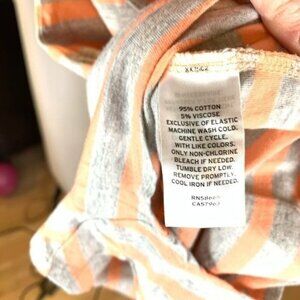 95% COTTON
5% VISCOSE
EXCLUSIVE OF ELASTIC
MACHINE WASH COLD,
GENTLE CYCLE,
WITH LIKE COLORS,
ONLY NON-CHLORINE
BLEACH IF NEEDED.
TUMBLE DRY LOW.
REMOVE PROMPTLY.
COOL IRON IF NEEDED.